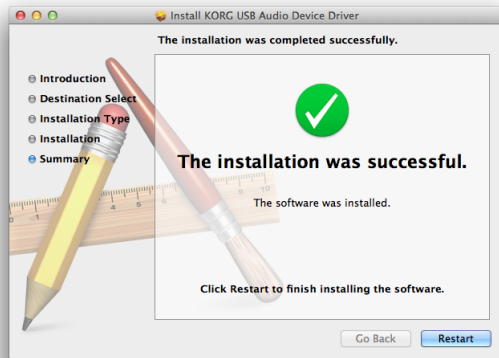 Install KORG USB Audio Device Driver
The installation was completed successfully.
Introduction
Destination Select
Installation Type
Installation
Summary
The installation was successful.
The software was installed.
Click Restart to finish installing the software.
Go Back
Restart